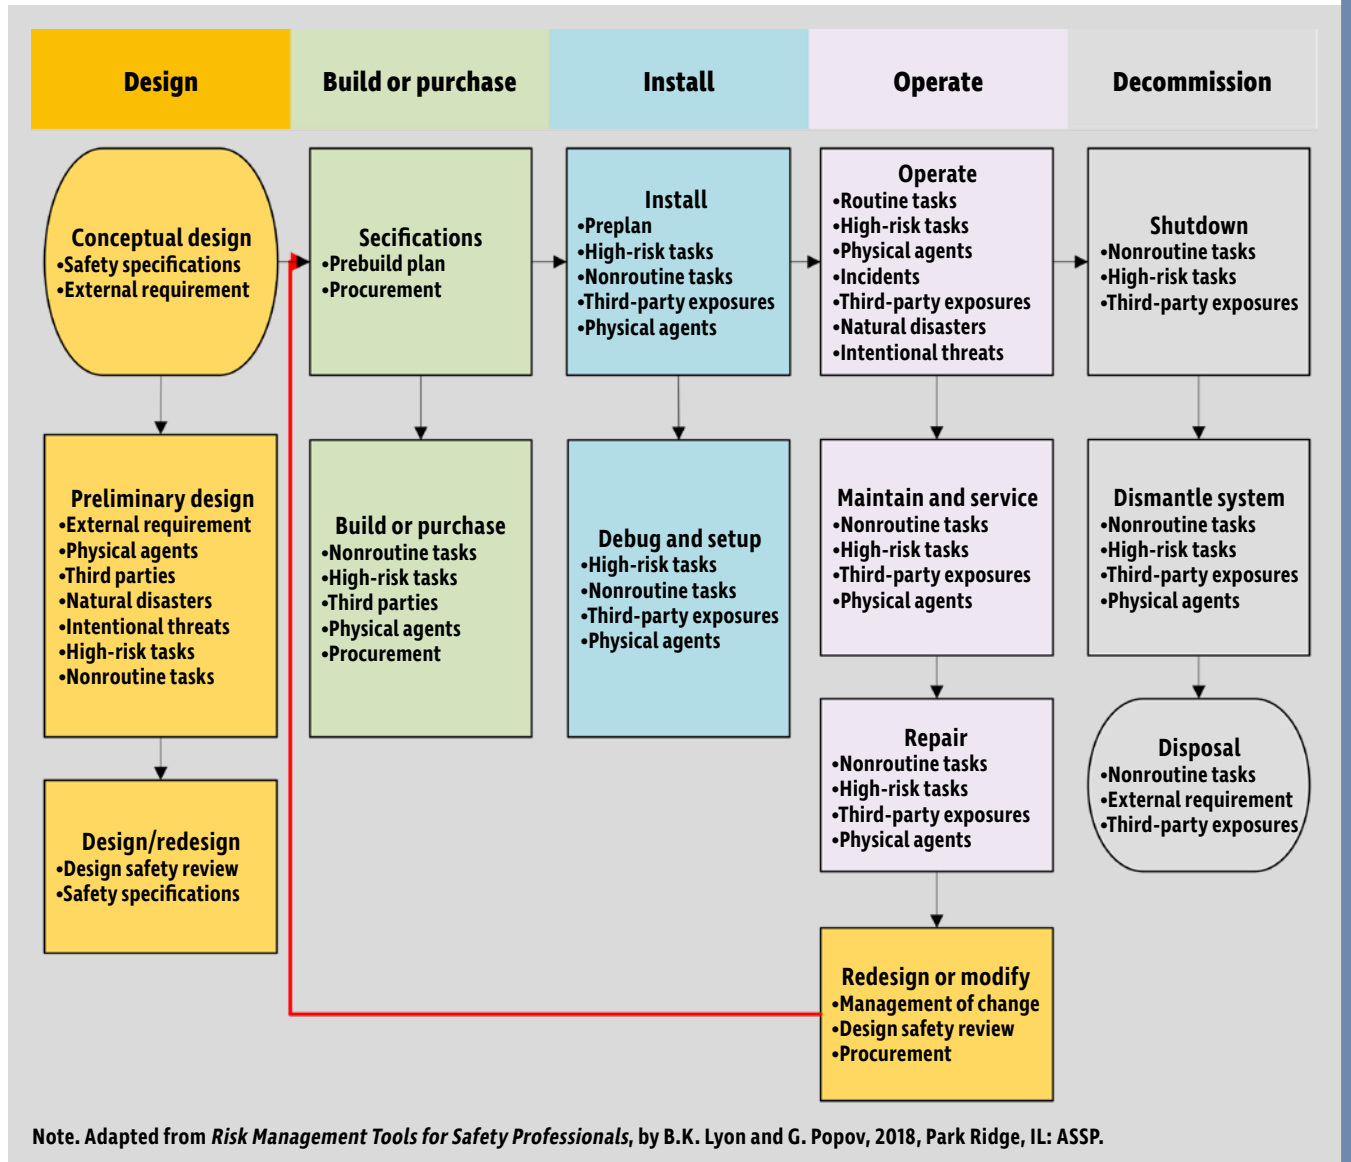 Design
Build or purchase
Install
Operate
Decommission
Conceptual design
•Safety specifications
•External requirement
Preliminary design
•External requirement
•Physical agents
•Third parties
•Natural disasters
•Intentional threats
•High-risk tasks
•Nonroutine tasks
Design/redesign
•Design safety review
•Safety specifications
Secifications
•Prebuild plan
•Procurement
Build or purchase
•Nonroutine tasks
•High-risk tasks
•Third parties
•Physical agents
•Procurement
Install
•Preplan
•High-risk tasks
•Nonroutine tasks
•Third-party exposures
•Physical agents
Debug and setup
•High-risk tasks
•Nonroutine tasks
•Third-party exposures
•Physical agents
Operate
•Routine tasks
•High-risk tasks
•Physical agents
•Incidents
•Third-party exposures
•Natural disasters
•Intentional threats
Maintain and service
•Nonroutine tasks
•High-risk tasks
•Third-party exposures
•Physical agents
Repair
•Nonroutine tasks
•High-risk tasks
•Third-party exposures
•Physical agents
Redesign or modify
•Management of change
•Design safety review
•Procurement
Shutdown
•Nonroutine tasks
•High-risk tasks
•Third-party exposures
Dismantle system
•Nonroutine tasks
•High-risk tasks
•Third-party exposures
•Physical agents
Disposal
•Nonroutine tasks
•External requirement
•Third-party exposures
Note. Adapted from Risk Management Tools for Safety Professionals, by B.K. Lyon and G. Popov, 2018, Park Ridge, IL: ASSP.